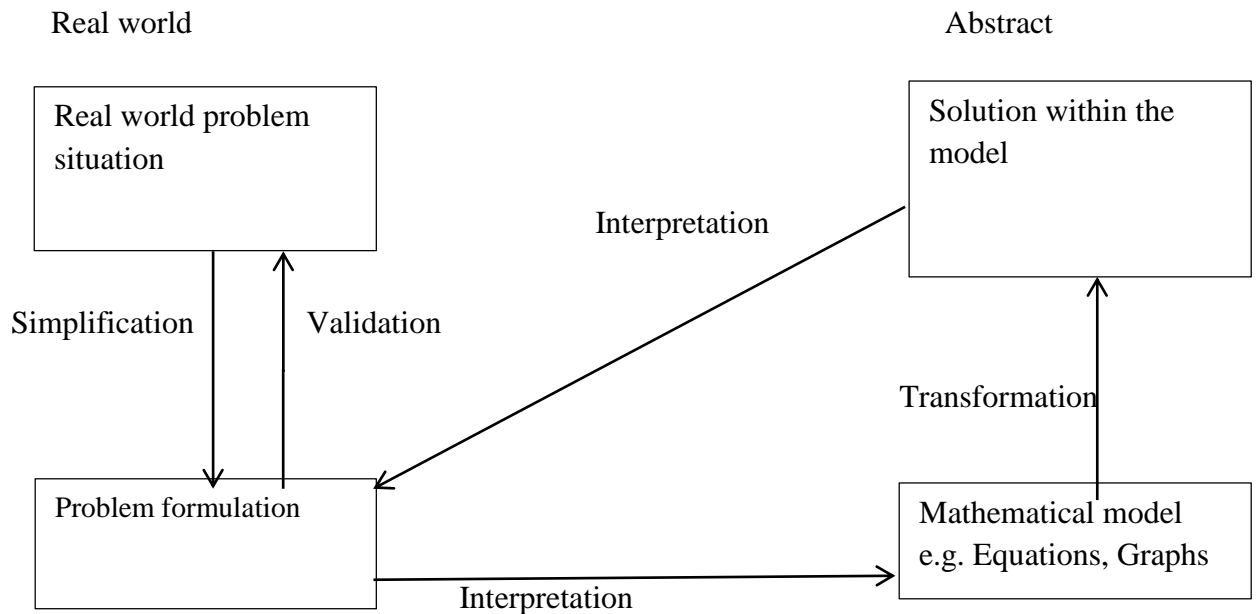 Real world
Abstract
Real world problem
situation
Solution within the
model
Interpretation
Simplification
Validation
Transformation
Problem formulation
Mathematical model
e.g. Equations, Graphs
Interpretation